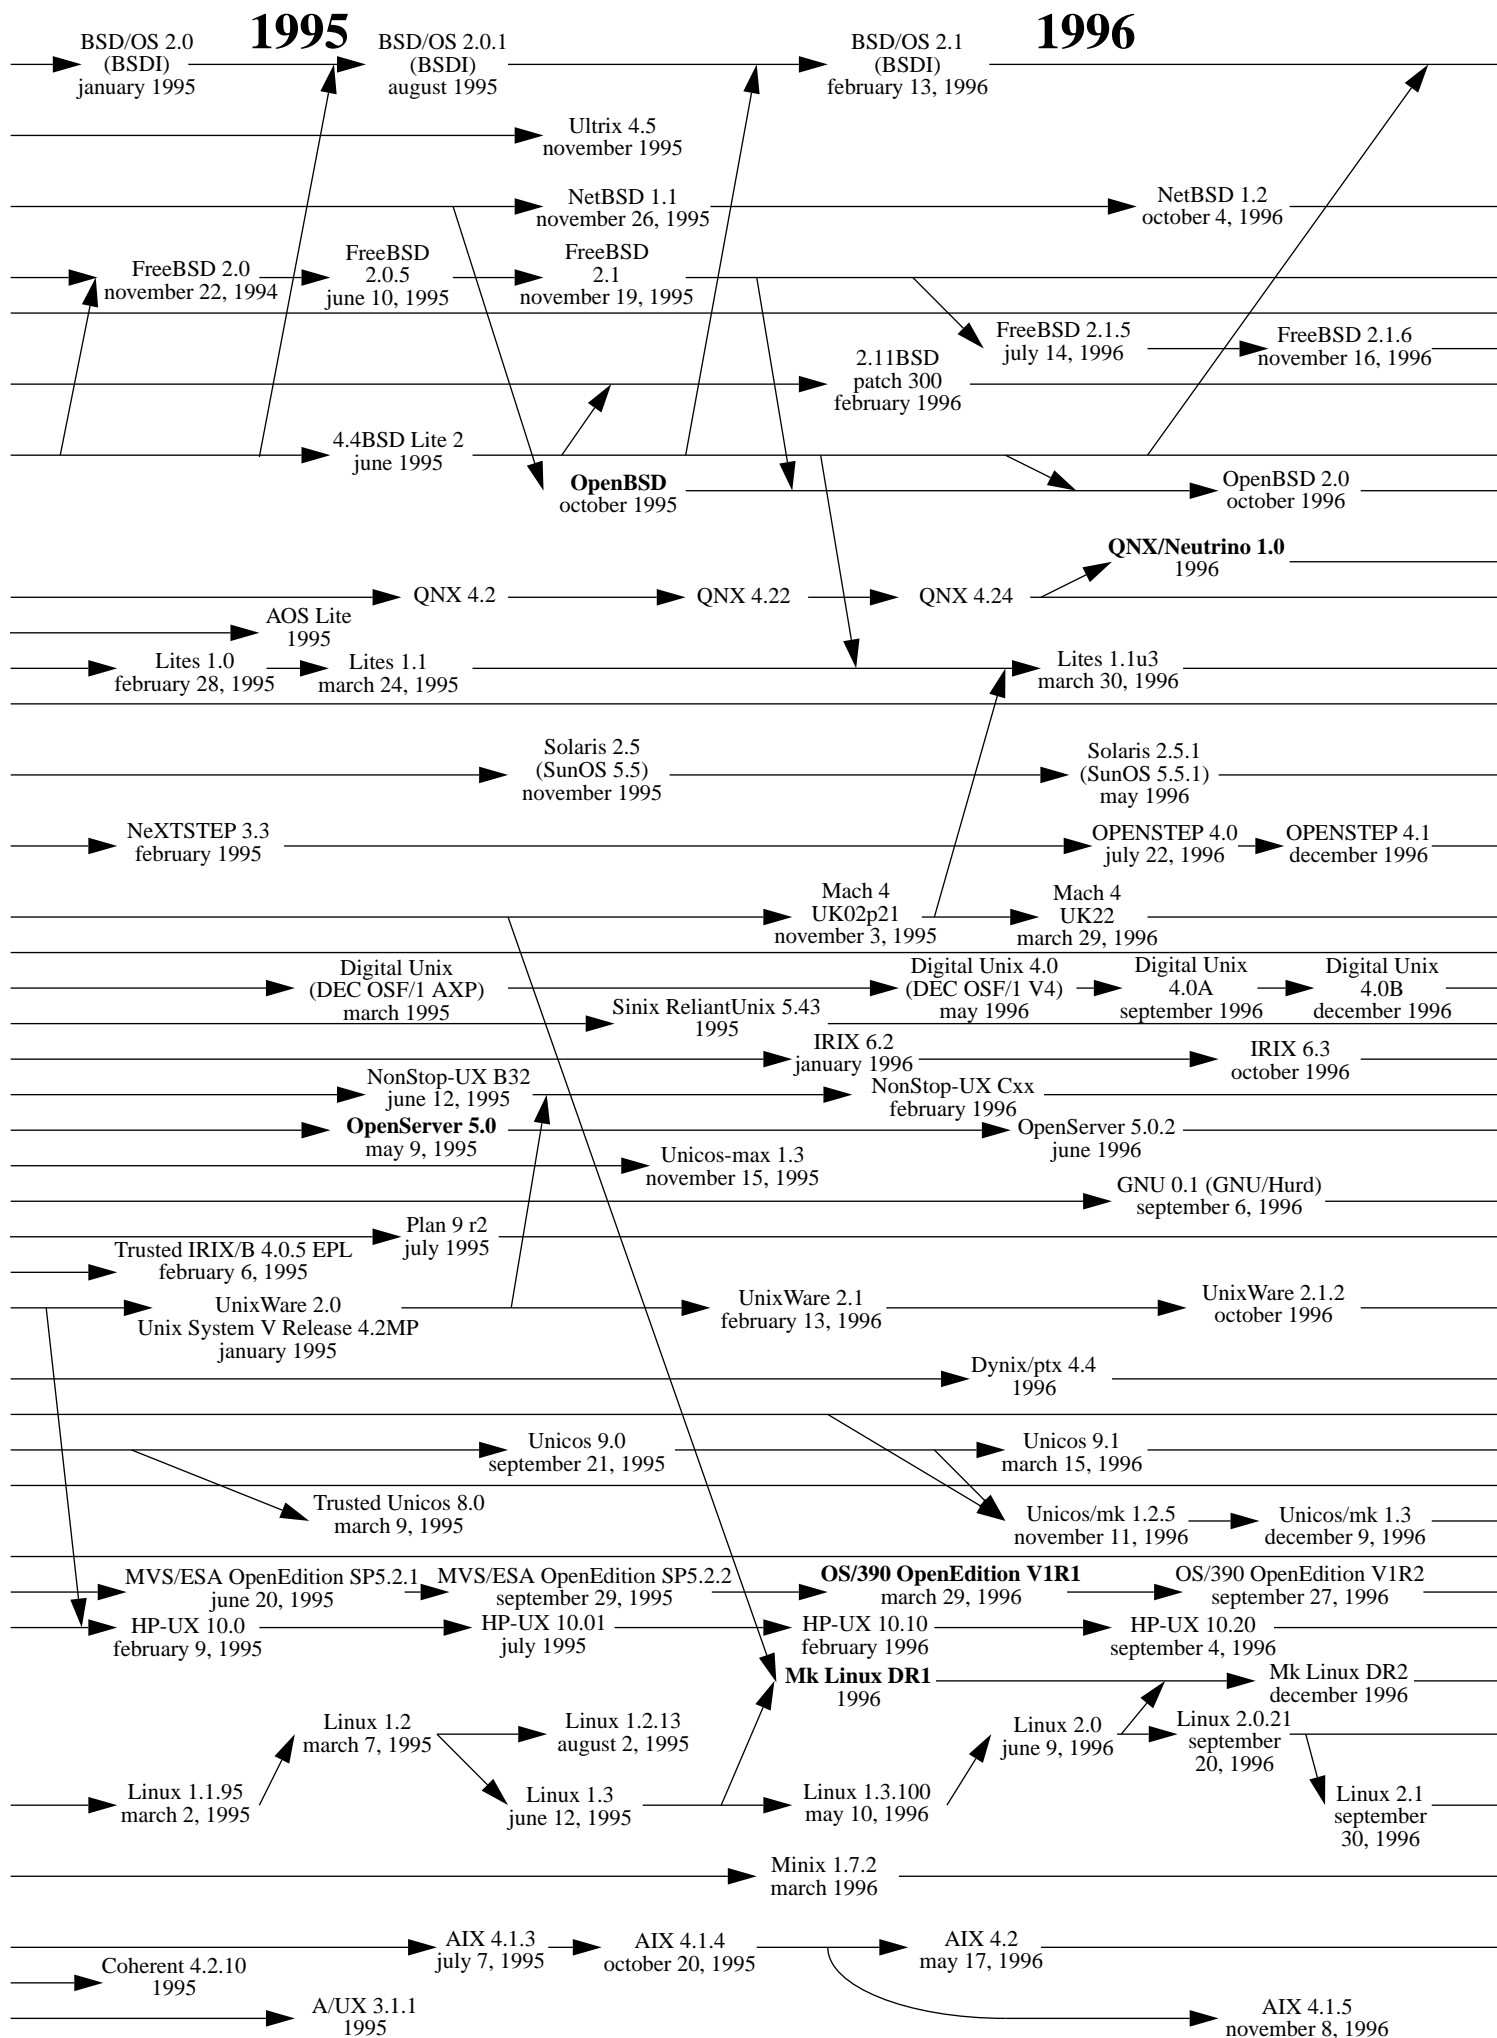 1995
1996
BSD/OS 2.0
(BSDI)
january 1995
BSD/OS 2.0.1
(BSDI)
august 1995
BSD/OS 2.1
(BSDI)
february 13, 1996
Ultrix 4.5
november 1995
NetBSD 1.1
november 26, 1995
NetBSD 1.2
october 4, 1996
FreeBSD 2.0
november 22, 1994
FreeBSD
2.0.5
june 10, 1995
FreeBSD
2.1
november 19, 1995
FreeBSD 2.1.5
july 14, 1996
FreeBSD 2.1.6
november 16, 1996
2.11BSD
patch 300
february 1996
4.4BSD Lite 2
june 1995
OpenBSD
october 1995
OpenBSD 2.0
october 1996
QNX/Neutrino 1.0
1996
QNX 4.2
QNX 4.22
QNX 4.24
AOS Lite
1995
Lites 1.0
february 28, 1995
Lites 1.1
march 24, 1995
Lites 1.1u3
march 30, 1996
Solaris 2.5
(SunOS 5.5)
november 1995
Solaris 2.5.1
(SunOS 5.5.1)
may 1996
NeXTSTEP 3.3
february 1995
OPENSTEP 4.0
july 22, 1996
OPENSTEP 4.1
december 1996
Mach 4
UK02p21
november 3, 1995
Mach 4
UK22
march 29, 1996
Digital Unix
(DEC OSF/1 AXP)
march 1995
Digital Unix 4.0
(DEC OSF/1 V4)
may 1996
Digital Unix
4.0A
september 1996
Digital Unix
4.0B
december 1996
Sinix ReliantUnix 5.43
1995
IRIX 6.2
january 1996
IRIX 6.3
october 1996
NonStop-UX B32
june 12, 1995
NonStop-UX Cxx
february 1996
OpenServer 5.0
may 9, 1995
OpenServer 5.0.2
june 1996
Unicos-max 1.3
november 15, 1995
GNU 0.1 (GNU/Hurd)
september 6, 1996
Plan 9 r2
july 1995
Trusted IRIX/B 4.0.5 EPL
february 6, 1995
UnixWare 2.0
Unix System V Release 4.2MP
january 1995
UnixWare 2.1
february 13, 1996
UnixWare 2.1.2
october 1996
Dynix/ptx 4.4
1996
Unicos 9.0
september 21, 1995
Unicos 9.1
march 15, 1996
Trusted Unicos 8.0
march 9, 1995
Unicos/mk 1.2.5
november 11, 1996
Unicos/mk 1.3
december 9, 1996
MVS/ESA OpenEdition SP5.2.1
june 20, 1995
MVS/ESA OpenEdition SP5.2.2
september 29, 1995
OS/390 OpenEdition V1R1
march 29, 1996
OS/390 OpenEdition V1R2
september 27, 1996
HP-UX 10.0
february 9, 1995
HP-UX 10.01
july 1995
HP-UX 10.10
february 1996
HP-UX 10.20
september 4, 1996
Mk Linux DR1
1996
Mk Linux DR2
december 1996
Linux 1.2
march 7, 1995
Linux 1.2.13
august 2, 1995
Linux 2.0
june 9, 1996
Linux 2.0.21
september
20, 1996
Linux 1.1.95
march 2, 1995
Linux 1.3
june 12, 1995
Linux 1.3.100
may 10, 1996
Linux 2.1
september
30, 1996
Minix 1.7.2
march 1996
AIX 4.1.3
july 7, 1995
AIX 4.1.4
october 20, 1995
AIX 4.2
may 17, 1996
Coherent 4.2.10
1995
A/UX 3.1.1
1995
AIX 4.1.5
november 8, 1996